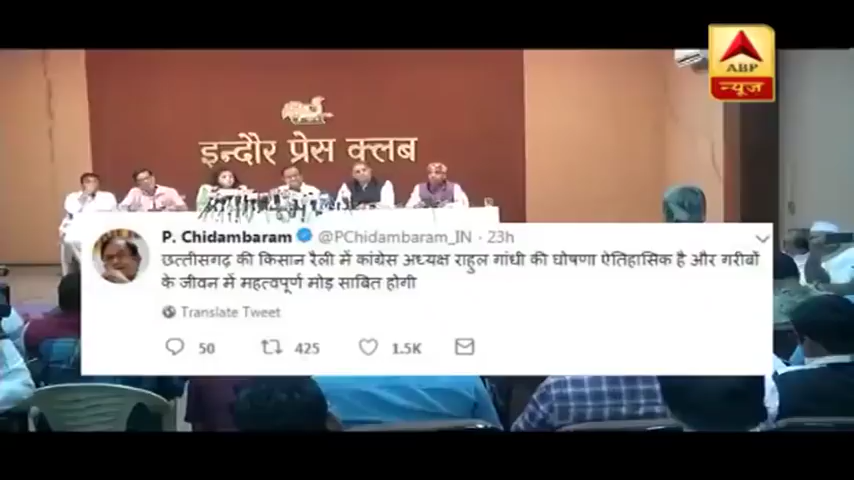 ABP
न्यूज़
इन्दौर प्रेस क्लब
P. Chidambaram @PChidambaram_IN · 23h
छत्तीसगढ़ की किसान रैली में कांग्रेस अध्यक्ष राहुल गांधी की घोषणा ऐतिहासिक है और गरीबों
के जीवन में महत्वपूर्ण मोड़ साबित होगी
Translate Tweet
50 425 1.5K